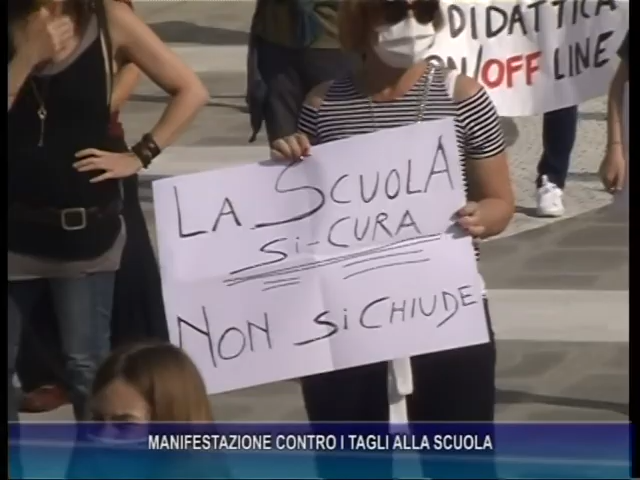 DIDATTICA
ON/OFF LINE
LA SCUOLA
Si-CURA
NON Si CHIUDE
MANIFESTAZIONE CONTRO I TAGLI ALLA SCUOLA